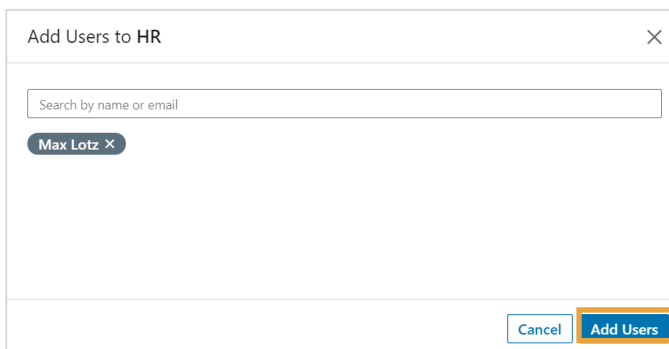 Add Users to HR
Search by name or email
Max Lotz ×
Cancel
Add Users